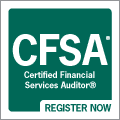 CFSA®
Certified Financial
Services Auditor®
REGISTER NOW